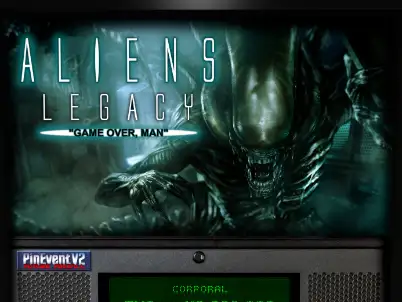 ALIENS
LEGACY
"GAME OVER, MAN"
PinEvent V2
CORPORAL